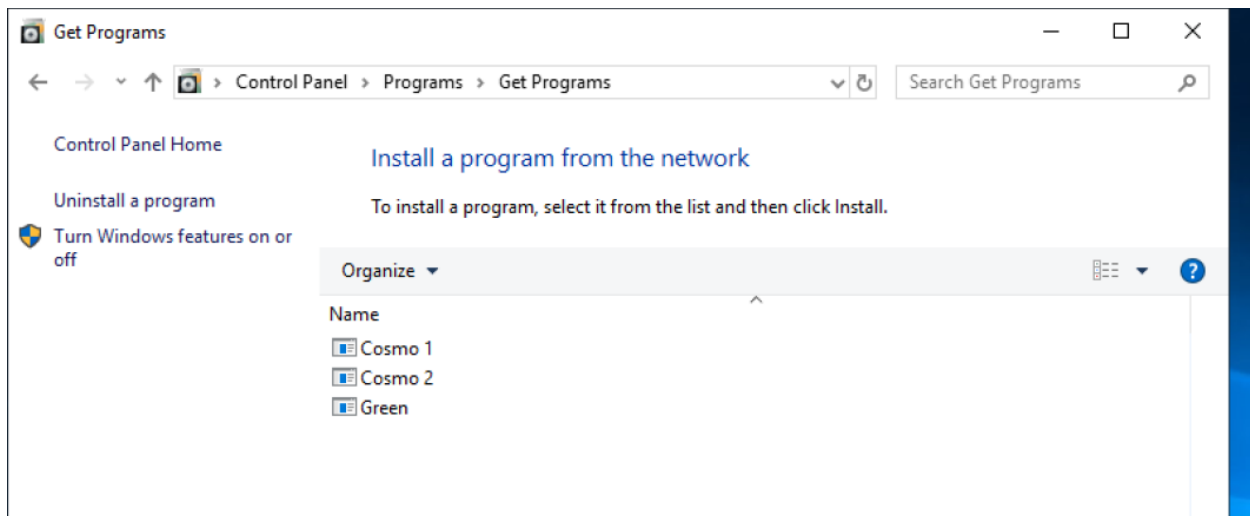 Get Programs
Control Panel > Programs > Get Programs
Search Get Programs
Control Panel Home
Uninstall a program
Turn Windows features on or
off
Install a program from the network
To install a program, select it from the list and then click Install.
Organize
Name
Cosmo 1
Cosmo 2
Green